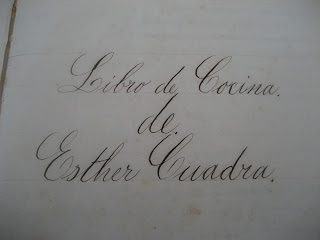 Libro de Cocina.
de.
Esther Cuadra.